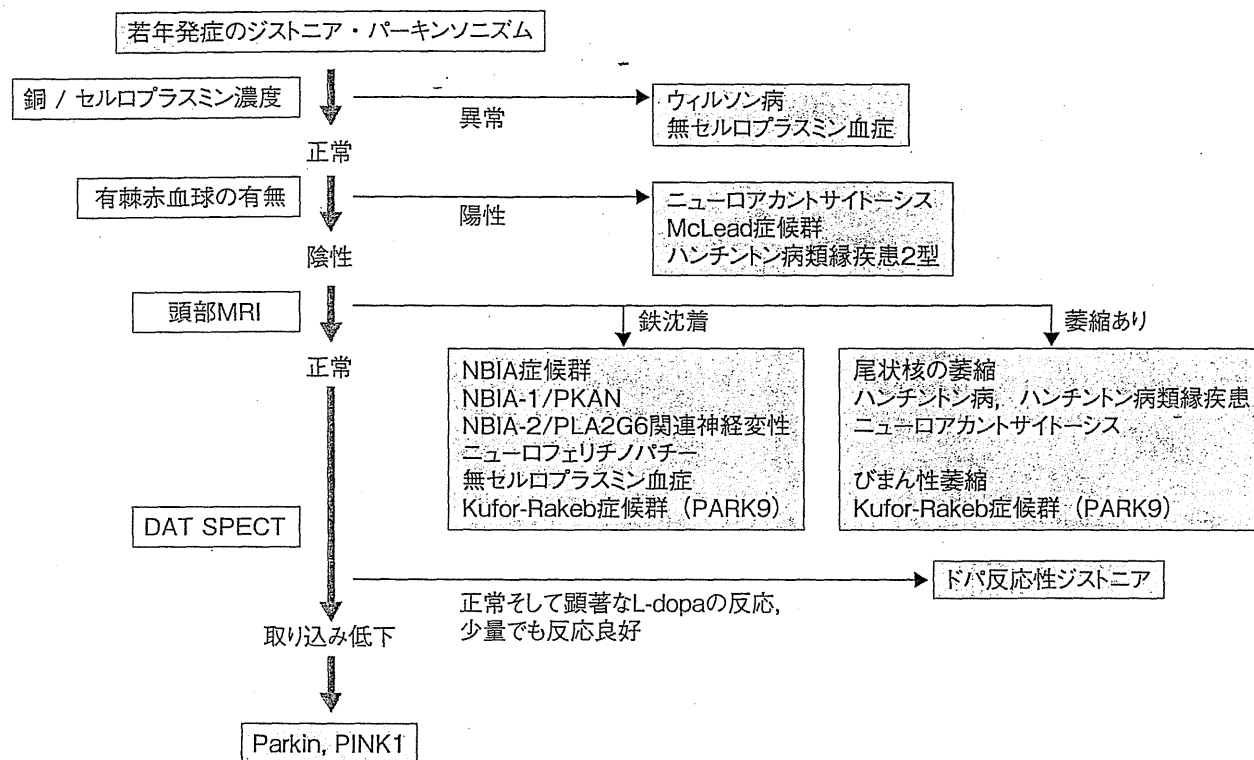 若年発症のジストニア・パーキンソニズム
銅 / セルロプラスミン濃度
異常
ウィルソン病
無セルロプラスミン血症
正常
有棘赤血球の有無
陽性
ニューロアカントサイトーシス
McLead症候群
ハンチントン病類縁疾患2型
陰性
頭部MRI
鉄沈着
萎縮あり
正常
NBIA症候群
NBIA-1/PKAN
NBIA-2/PLA2G6関連神経変性
ニューロフェリチノパチー
無セルロプラスミン血症
Kufor-Rakeb症候群（PARK9）
尾状核の萎縮
ハンチントン病，ハンチントン病類縁疾患
ニューロアカントサイトーシス
びまん性萎縮
Kufor-Rakeb症候群（PARK9）
DAT SPECT
ドパ反応性ジストニア
正常そして顕著なL-dopaの反応，
少量でも反応良好
取り込み低下
Parkin, PINK1